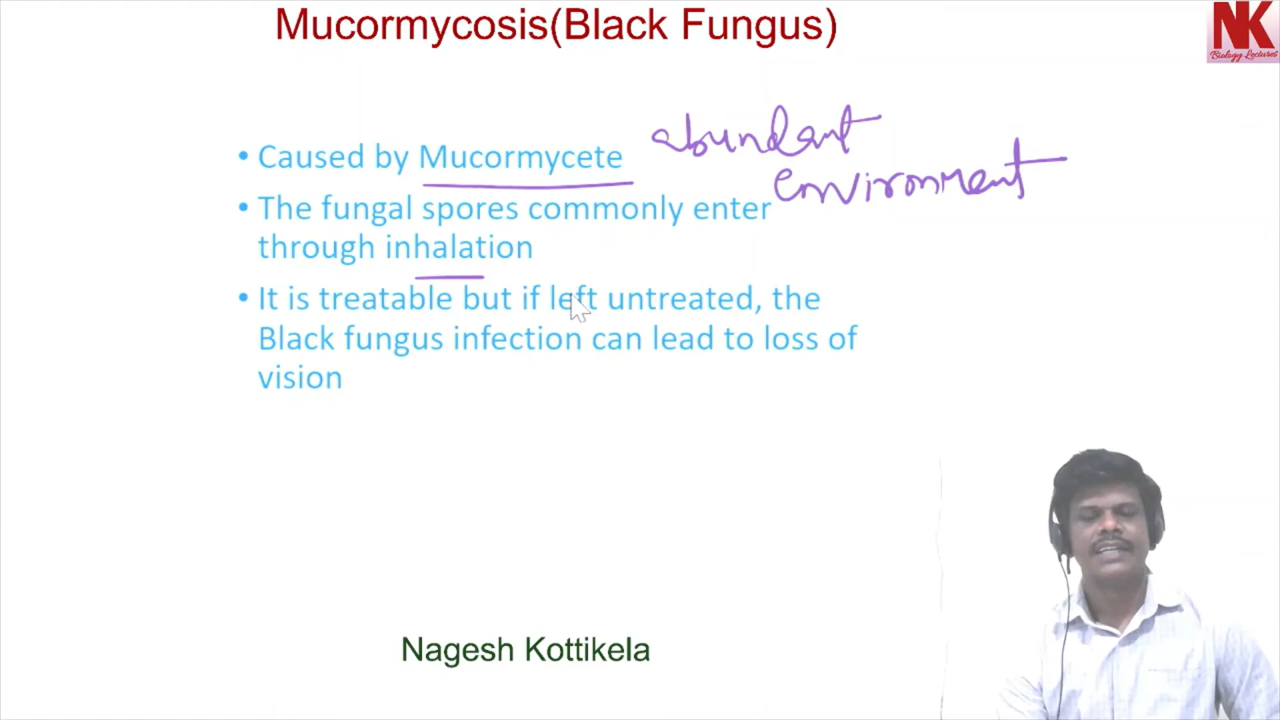 Mucormycosis(Black Fungus)
NK
Biology Lectures
abundant
environment
• Caused by Mucormycete
• The fungal spores commonly enter
through inhalation
• It is treatable but if left untreated, the
Black fungus infection can lead to loss of
vision
Nagesh Kottikela